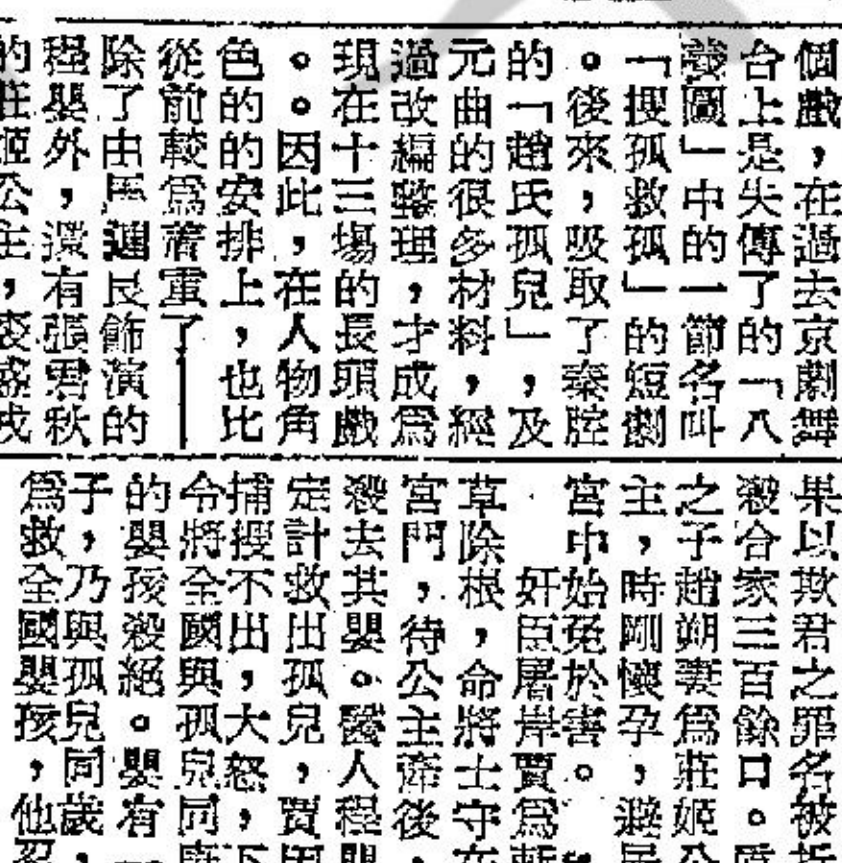 個戲，在過去京劇舞
台上是失傳了的「八
義圖」中的一節名叫
「搜孤救孤」的短劇
。後來，吸取了秦腔
的「趙氏孤兒」，及
元曲的很多材料，經
過改編整理，才成爲
現在十三場的長頭戲
。。因此，在人物角
色的的安排上，也比
從前較爲着重了——
除了由馬連良飾演的
程嬰外，還有張君秋
的莊姬公主，裘盛戎
果以欺君之罪名被
殺合家三百餘口。
之子趙朔妻爲莊姬公
主，時剛懷孕，避居
宮中始免於害。
奸臣屠岸賈爲斬
草除根，命將士守在
宮門，待公主產後，
殺去其嬰。醫人程嬰
定計救出孤兒，賈因
捕搜不出，大怒，下
令將全國與孤兒同
的嬰孩殺絕。嬰有一
子，乃與孤兒同歲，
爲救全國嬰孩，他忍